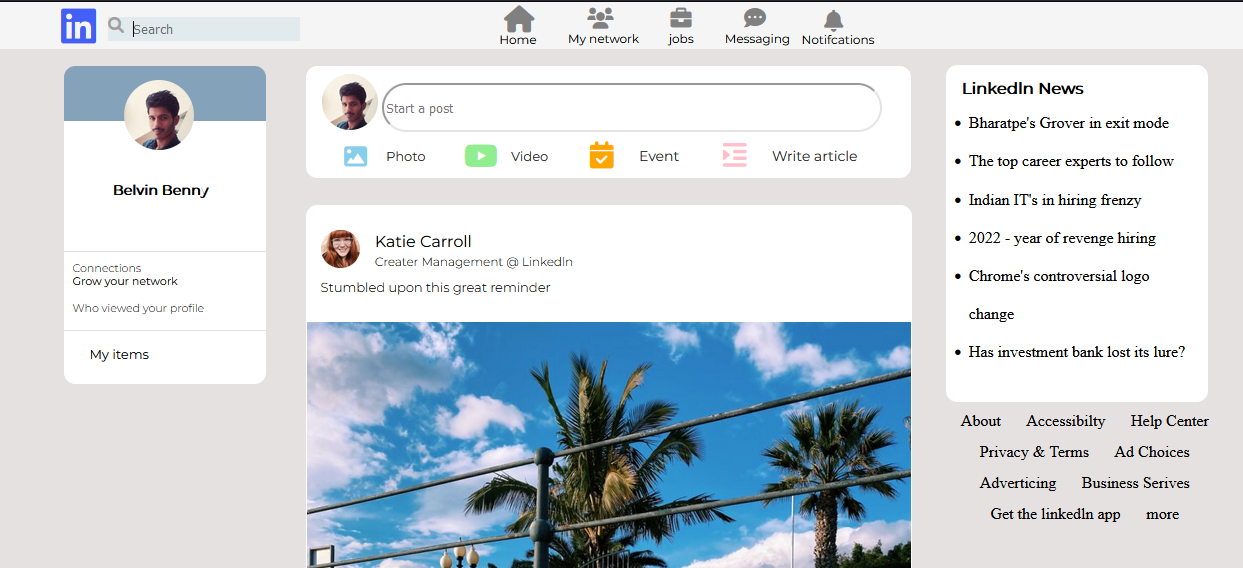 in
Search
Home
My network
jobs
Messaging
Notifcations
Belvin Benny
Connections
Grow your network
Who viewed your profile
My items
Start a post
Photo
Video
Event
Write article
Katie Carroll
Creater Management @ LinkedIn
Stumbled upon this great reminder
LinkedIn News
• Bharatpe's Grover in exit mode
• The top career experts to follow
• Indian IT's in hiring frenzy
• 2022 - year of revenge hiring
• Chrome's controversial logo
change
• Has investment bank lost its lure?
About Accessibilty Help Center
Privacy & Terms Ad Choices
Adverticing Business Serives
Get the linkedln app more